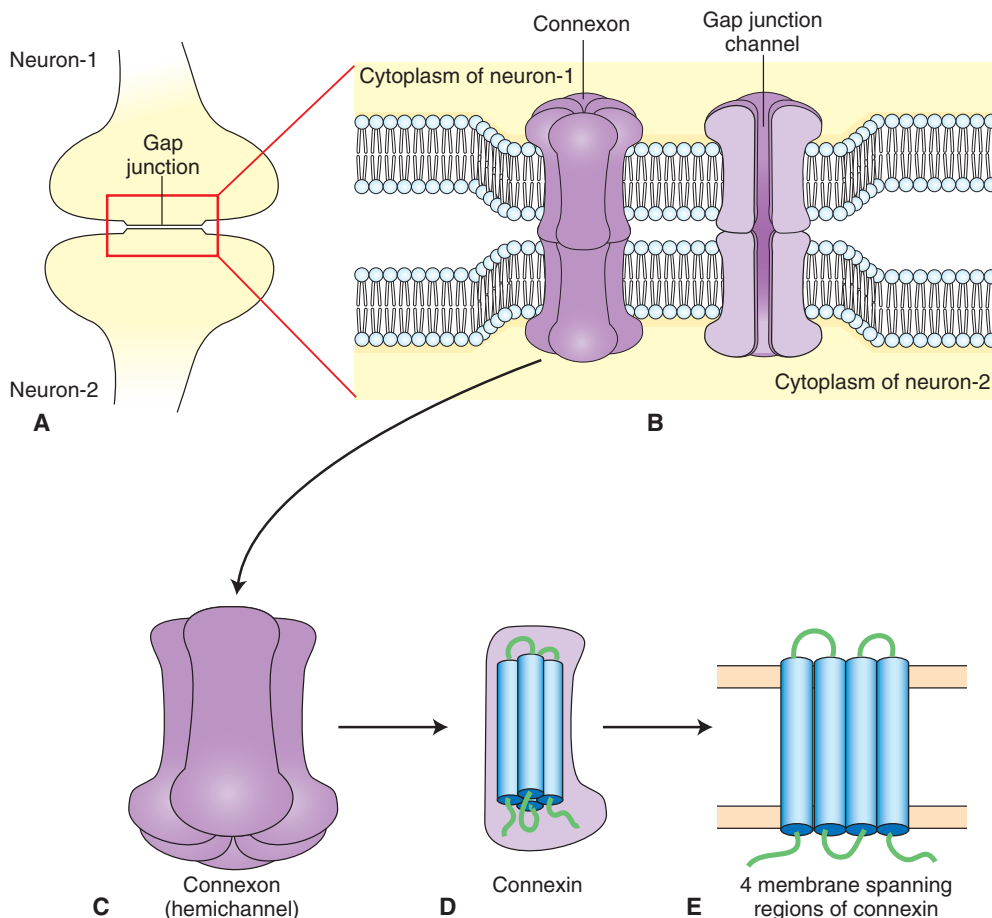 Neuron-1
Gap
junction
Neuron-2
A
Connexon
Gap junction
channel
Cytoplasm of neuron-1
Cytoplasm of neuron-2
B
C
Connexon
(hemichannel)
D
Connexin
E
4 membrane spanning
regions of connexin